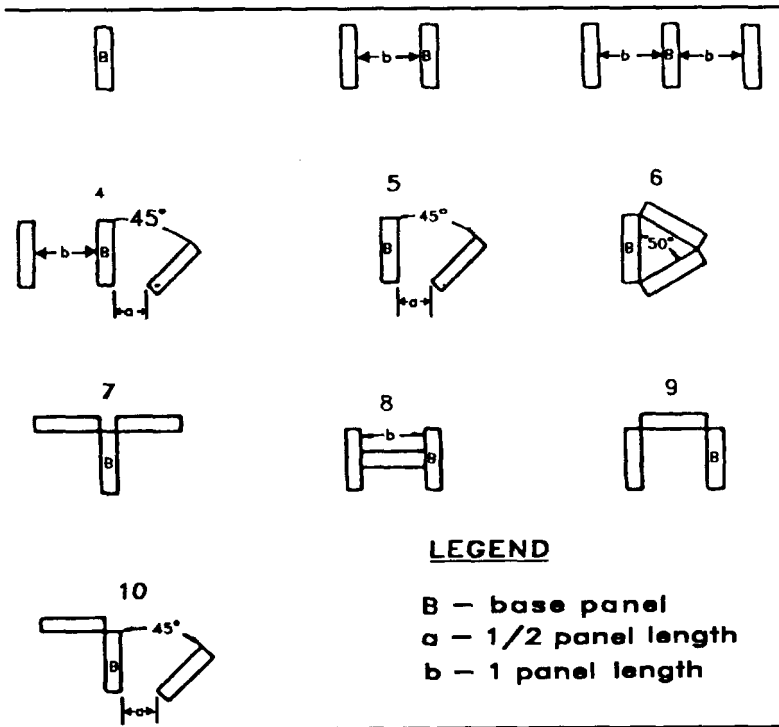 B
b B
b B b
4
45°
b B
a
5
45°
B
a
6
B 50°
7
B
8
b
B
9
B
10
45°
B
a
LEGEND
B - base panel
a - 1/2 panel length
b - 1 panel length